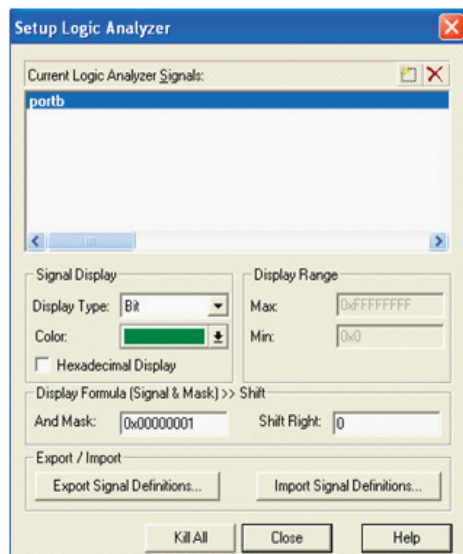 Setup Logic Analyzer
Current Logic Analyzer Signals:
portb
Signal Display
Display Type: Bit
Color:
Hexadecimal Display
Display Range
Max: 0xFFFFFFFF
Min: 0x0
Display Formula (Signal & Mask) >> Shift
And Mask: 0x00000001 Shift Right: 0
Export / Import
Export Signal Definitions... Import Signal Definitions...
Kill All Close Help